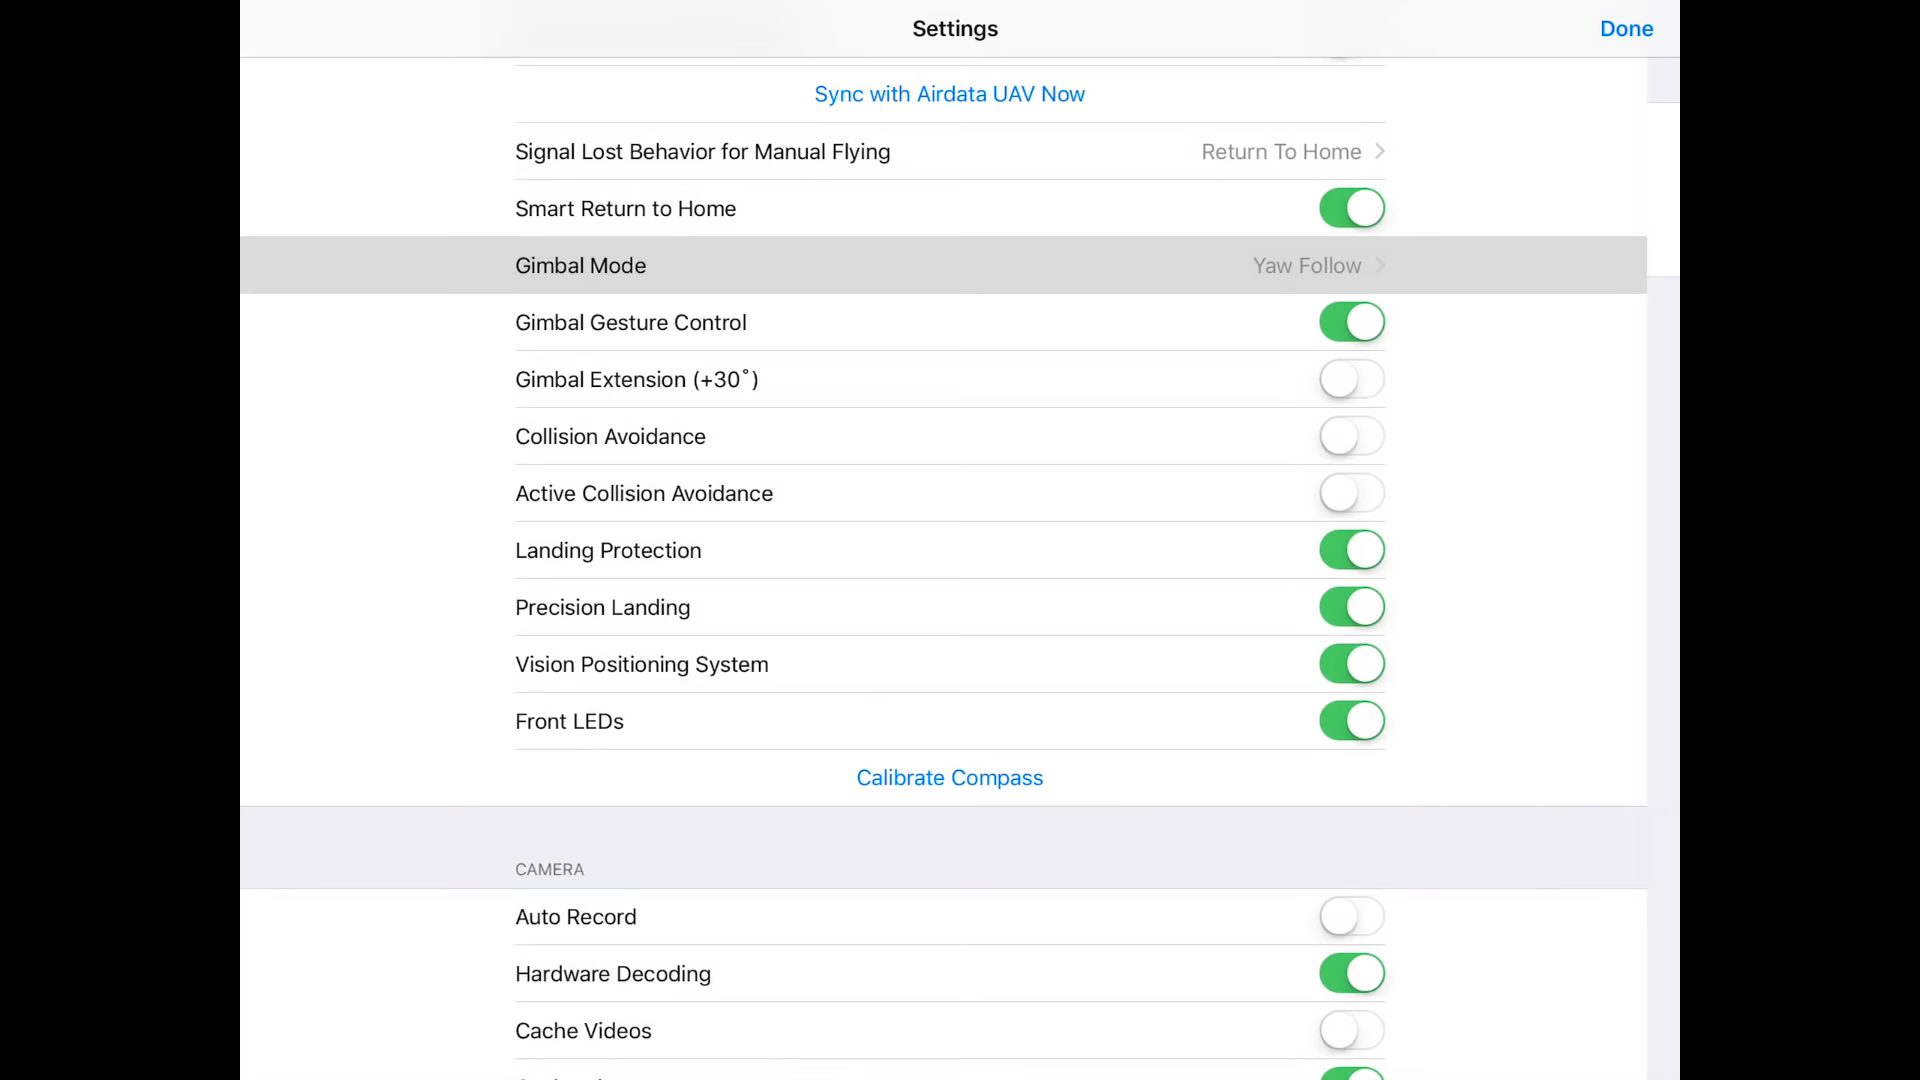 Settings
Done
Sync with Airdata UAV Now
Signal Lost Behavior for Manual Flying
Return To Home
Smart Return to Home
Gimbal Mode
Yaw Follow
Gimbal Gesture Control
Gimbal Extension (+30˚)
Collision Avoidance
Active Collision Avoidance
Landing Protection
Precision Landing
Vision Positioning System
Front LEDs
Calibrate Compass
CAMERA
Auto Record
Hardware Decoding
Cache Videos